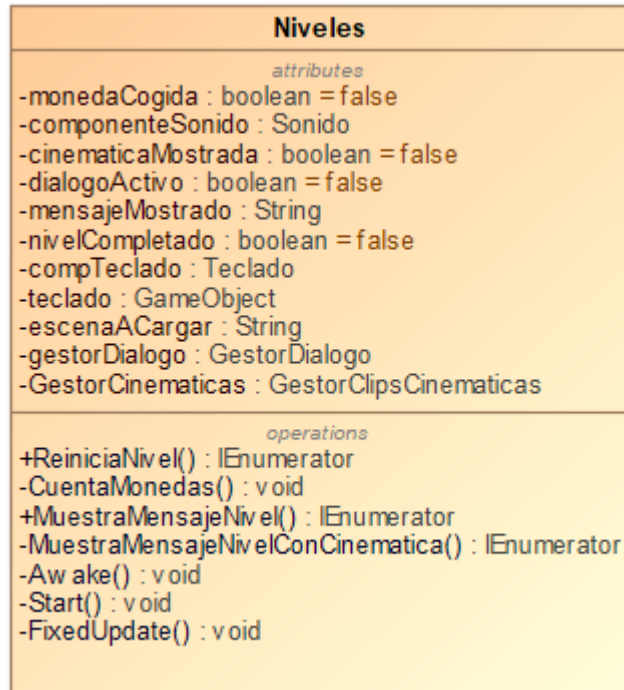 Niveles
attributes
-monedaCogida : boolean = false
-componenteSonido : Sonido
-cinematicaMostrada : boolean = false
-dialogoActivo : boolean = false
-mensajeMostrado : String
-nivelCompletado : boolean = false
-compTeclado : Teclado
-teclado : GameObject
-escenaACargar : String
-gestorDialogo : GestorDialogo
-GestorCinematicas : GestorClipsCinematicas
operations
+ReiniciaNivel() : IEnumerator
-CuentaMonedas() : void
+MuestraMensajeNivel() : IEnumerator
-MuestraMensajeNivelConCinematica() : IEnumerator
-Awake() : void
-Start() : void
-FixedUpdate() : void